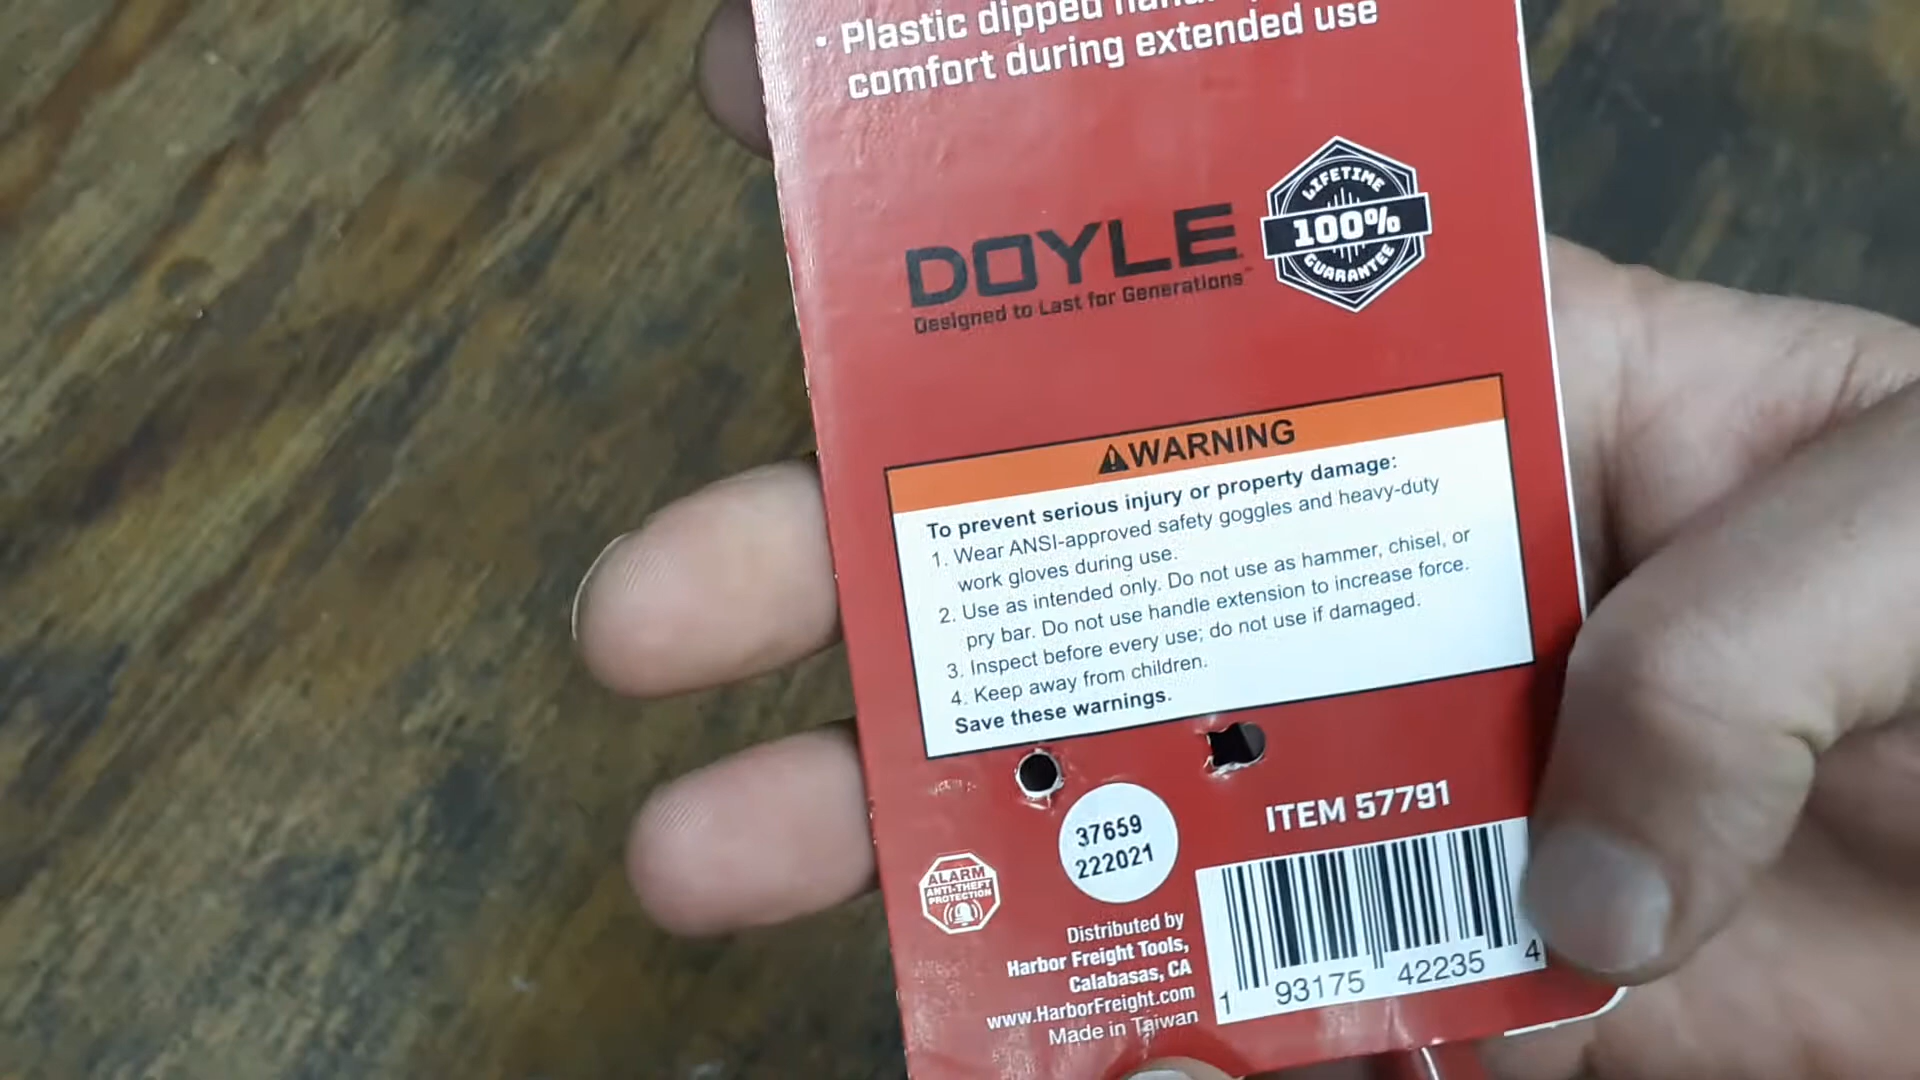 • Plastic dipped
comfort during extended use
LIFETIME
100%
GUARANTEE
DOYLE
Designed to Last for Generations™
⚠WARNING
To prevent serious injury or property damage:
1. Wear ANSI-approved safety goggles and heavy-duty
work gloves during use.
2. Use as intended only. Do not use as hammer, chisel, or
pry bar. Do not use handle extension to increase force.
3. Inspect before every use; do not use if damaged.
4. Keep away from children.
Save these warnings.
37659
222021
ITEM 57791
ALARM
ANTI-THEFT
PROTECTION
Distributed by
Harbor Freight Tools,
Calabasas, CA
www.HarborFreight.com
Made in Taiwan
1 93175 42235 4